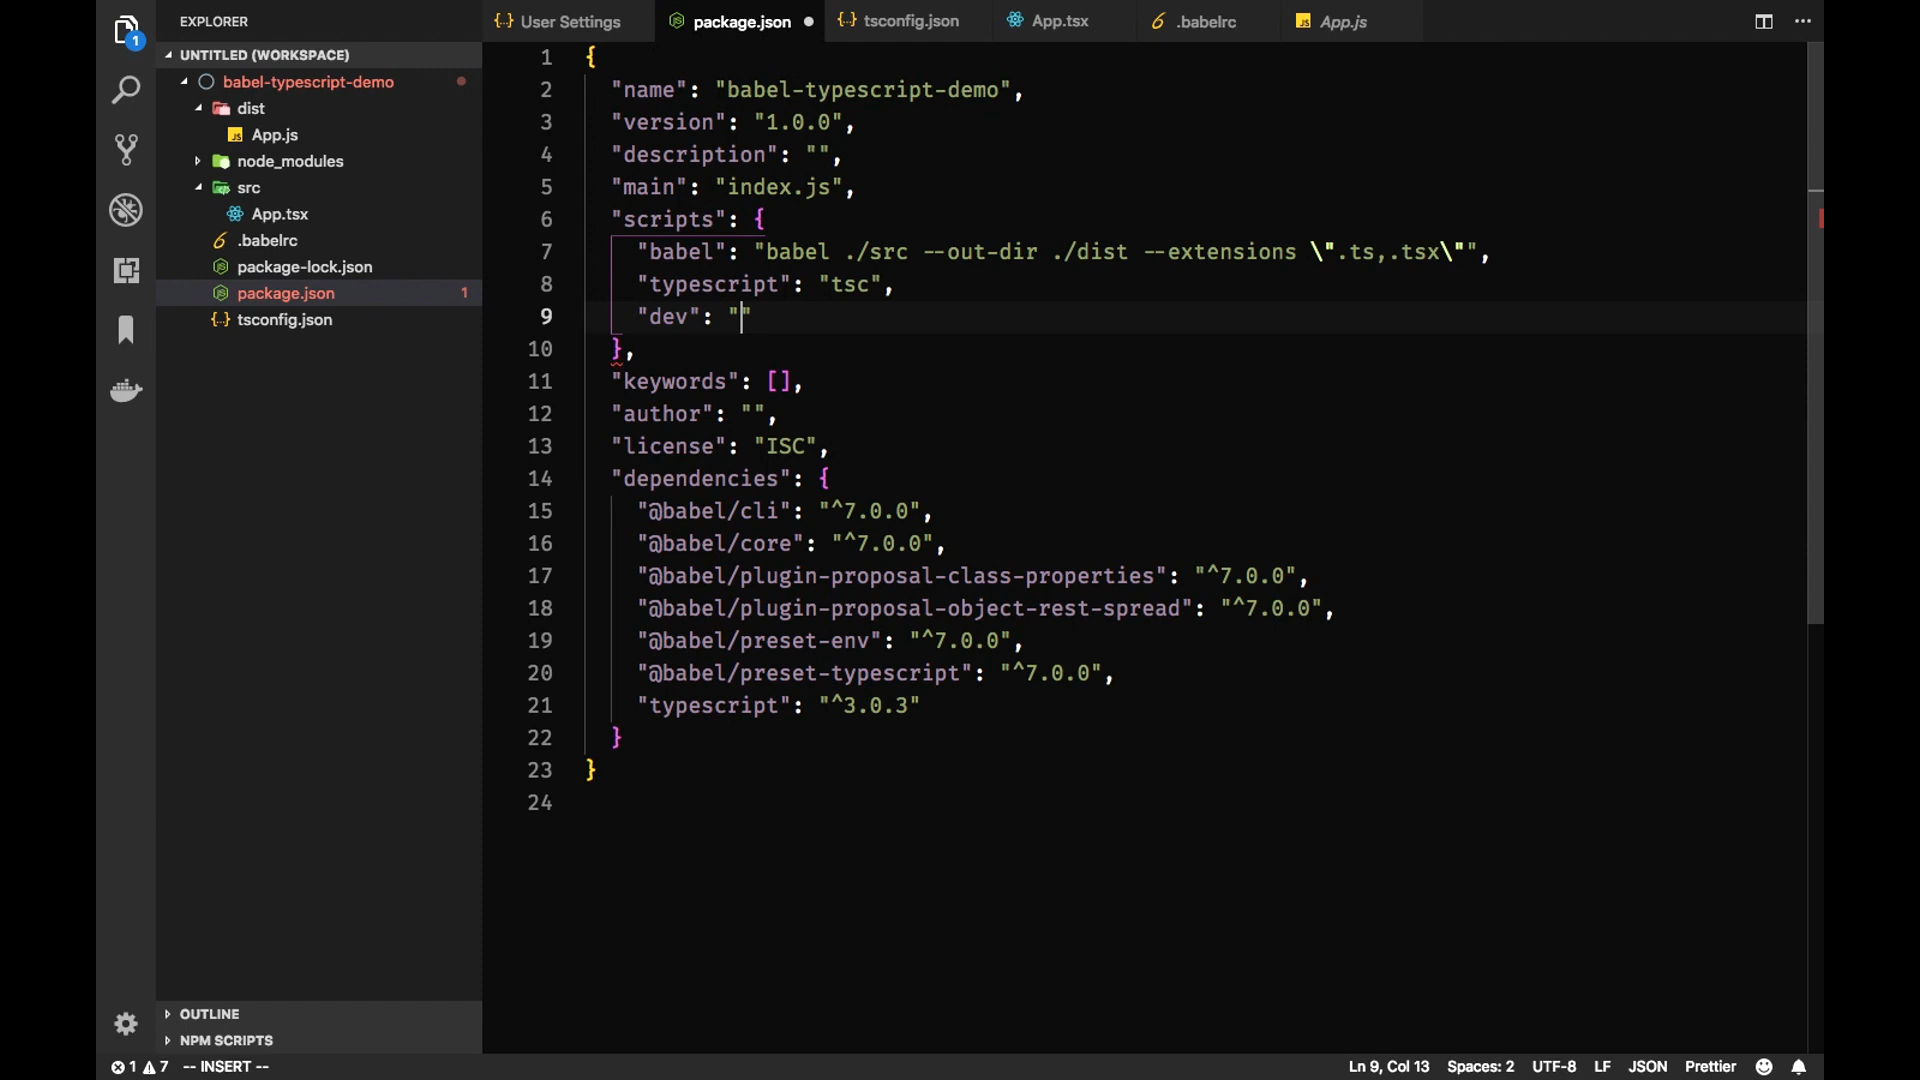 EXPLORER
User Settings
package.json
tsconfig.json
App.tsx
.babelrc
App.js
1
UNTITLED (WORKSPACE)
babel-typescript-demo
dist
App.js
node_modules
src
App.tsx
.babelrc
package-lock.json
package.json 1
tsconfig.json
OUTLINE
NPM SCRIPTS
1 {
2 "name": "babel-typescript-demo",
3 "version": "1.0.0",
4 "description": "",
5 "main": "index.js",
6 "scripts": {
7 "babel": "babel ./src --out-dir ./dist --extensions \".ts,.tsx\"",
8 "typescript": "tsc",
9 "dev": ""
10 },
11 "keywords": [],
12 "author": "",
13 "license": "ISC",
14 "dependencies": {
15 "@babel/cli": "^7.0.0",
16 "@babel/core": "^7.0.0",
17 "@babel/plugin-proposal-class-properties": "^7.0.0",
18 "@babel/plugin-proposal-object-rest-spread": "^7.0.0",
19 "@babel/preset-env": "^7.0.0",
20 "@babel/preset-typescript": "^7.0.0",
21 "typescript": "^3.0.3"
22 }
23 }
24
1 7 -- INSERT -- Ln 9, Col 13 Spaces: 2 UTF-8 LF JSON Prettier